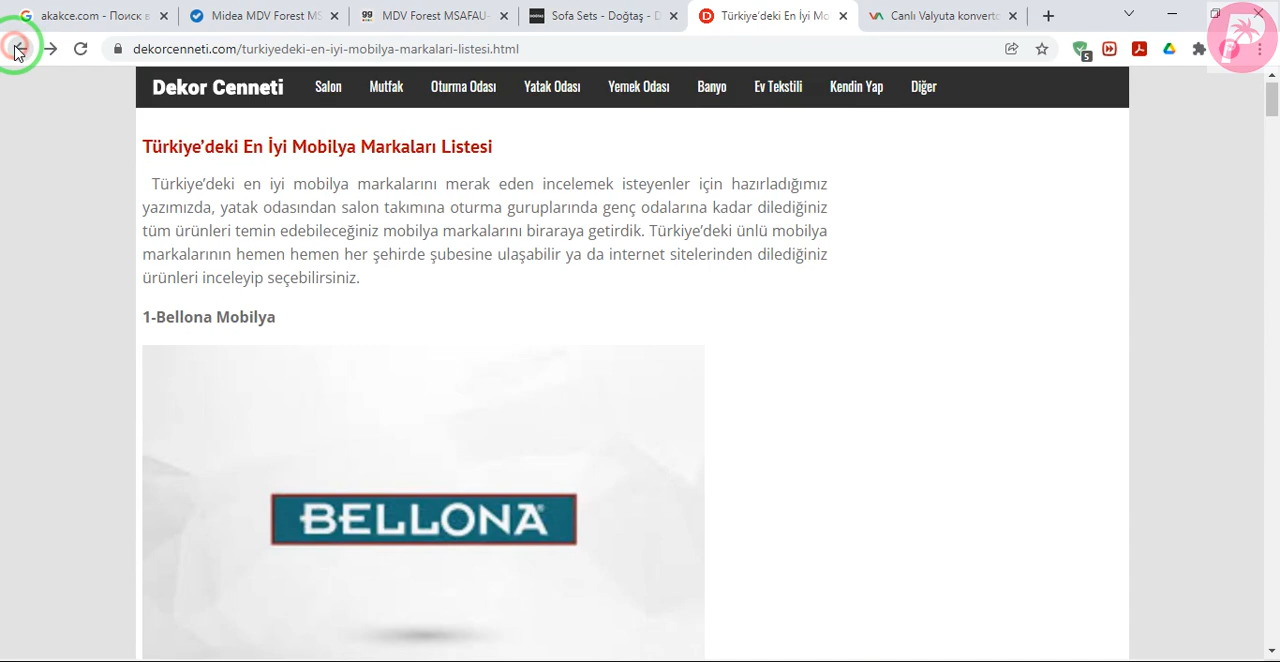 akakce.com - Поиск в
Midea MDV Forest MS
MDV Forest MSAFAU-
Sofa Sets - Doğtaş - D
Türkiye'deki En İyi Mo
Canlı Valyuta konverto
dekorcenneti.com/turkiyedeki-en-iyi-mobilya-markalari-listesi.html
5
Dekor Cenneti
Salon
Mutfak
Oturma Odası
Yatak Odası
Yemek Odası
Banyo
Ev Tekstili
Kendin Yap
Diğer
Türkiye'deki En İyi Mobilya Markaları Listesi
Türkiye'deki en iyi mobilya markalarını merak eden incelemek isteyenler için hazırladığımız
yazımızda, yatak odasından salon takımına oturma guruplarında genç odalarına kadar dilediğiniz
tüm ürünleri temin edebileceğiniz mobilya markalarını biraraya getirdik. Türkiye'deki ünlü mobilya
markalarının hemen hemen her şehirde şubesine ulaşabilir ya da internet sitelerinden dilediğiniz
ürünleri inceleyip seçebilirsiniz.
1-Bellona Mobilya
BELLONA